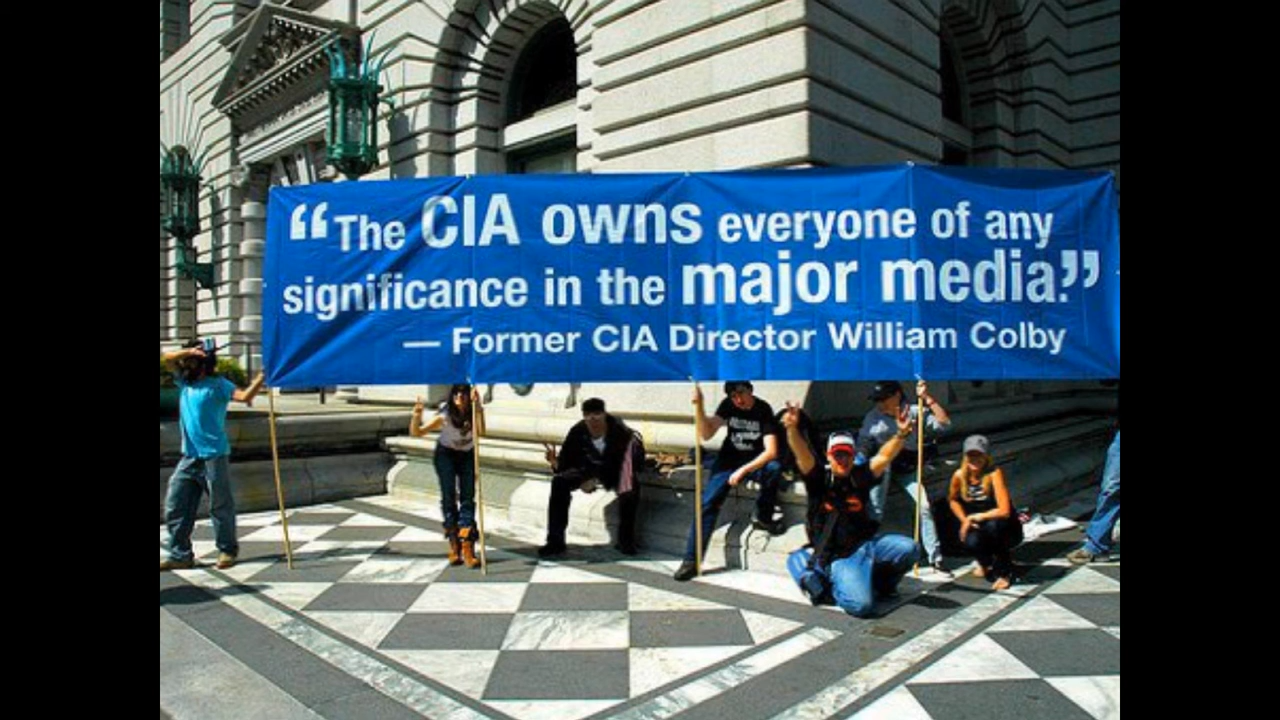 “The CIA owns everyone of any
significance in the major media.”
— Former CIA Director William Colby